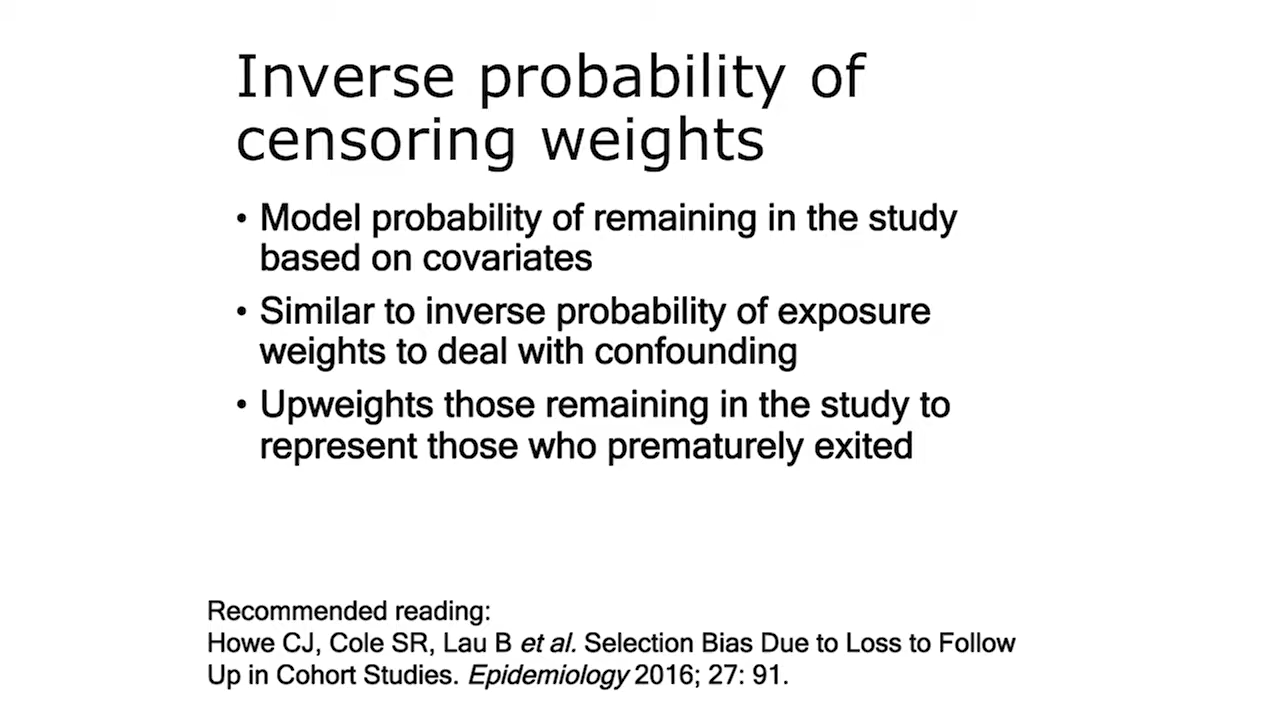 Inverse probability of
censoring weights
• Model probability of remaining in the study
based on covariates
• Similar to inverse probability of exposure
weights to deal with confounding
• Upweights those remaining in the study to
represent those who prematurely exited
Recommended reading:
Howe CJ, Cole SR, Lau B et al. Selection Bias Due to Loss to Follow
Up in Cohort Studies. Epidemiology 2016; 27: 91.